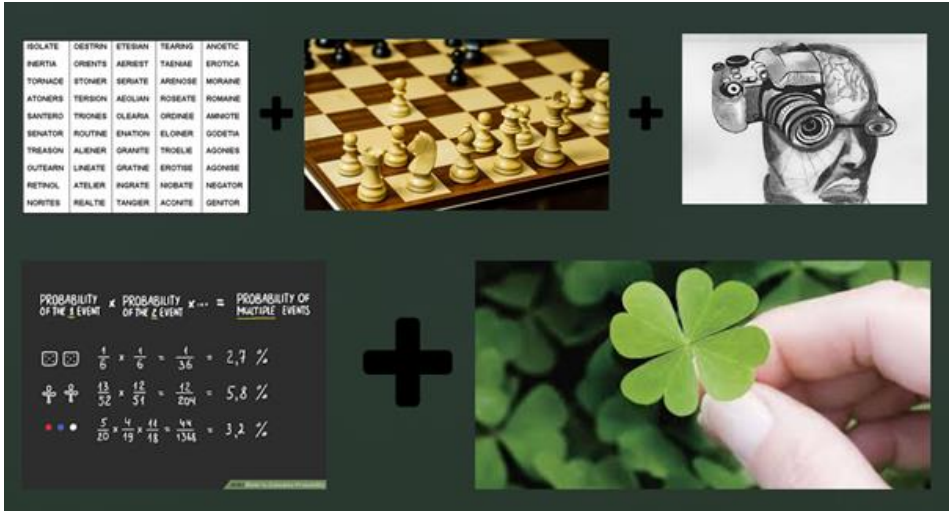 ISOLATE OESTRIN ETESIAN TEARING ANOETIC
INERTIA ORIENTS AERIEST TAENIAE EROTICA
TORNADE STONIER SERIATE ARENOSE MORAINE
ATONERS TERSION AEOLIAN ROSEATE ROMAINE
SANTERO TRIONES OLEARIA ORDINEE AMNIOTE
SENATOR ROUTINE ENATION ELOINER GODETIA
TREASON ALIENER GRANITE TROELIE AGONIES
OUTEARN LINEATE GRATINE EROTISE AGONISE
RETINOL ATELIER INGRATE NIOBATE NEGATOR
NORITES REALTIE TANGIER ACONITE GENITOR
PROBABILITY OF THE 1 EVENT x PROBABILITY OF THE 2 EVENT x ... = PROBABILITY OF MULTIPLE EVENTS
1/6 x 1/6 = 1/36 = 2,7 %
13/52 x 12/51 = 12/204 = 5,8 %
5/20 x 4/19 x 11/18 = 44/1368 = 3,2 %